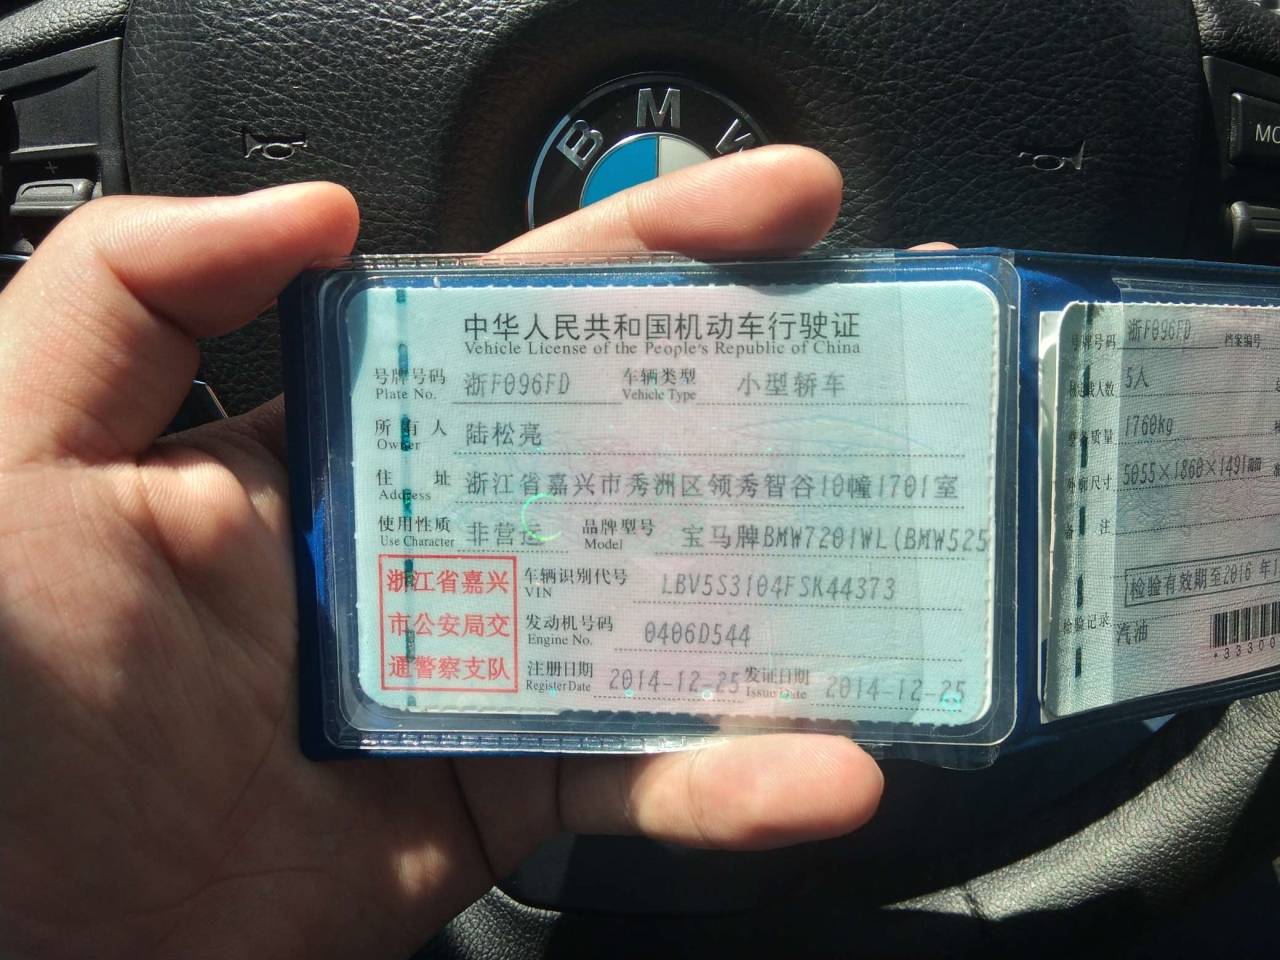 BMW
MO
中华人民共和国机动车行驶证
Vehicle License of the People's Republic of China
号牌号码 浙F096FD 车辆类型 小型轿车
Plate No. Vehicle Type
所有人 陆松亮
Owner
住址 浙江省嘉兴市秀洲区领秀智谷10幢1701室
Address
使用性质 非营运 品牌型号 宝马牌BMW7201WL(BMW525
Use Character Model
浙江省嘉兴
市公安局交
通警察支队
车辆识别代号 LBV5S3104FSK44373
VIN
发动机号码 0406D544
Engine No.
注册日期 2014-12-25 发证日期 2014-12-25
Register Date Issue Date
号牌号码 浙F096FD 档案编号
核定载人数 5人
整备质量 1760kg
外廓尺寸 5055×1860×1491
备注
检验有效期至2016年1
检验记录
汽油
*33300